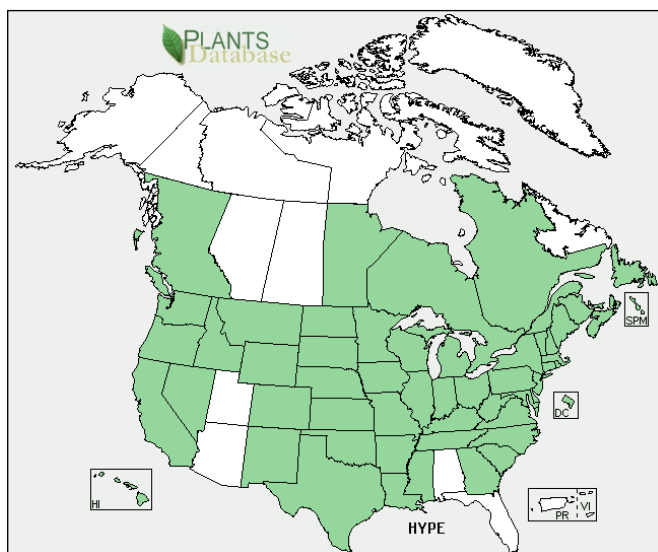 PLANTS
Database
SPM
DC
HI
PR
VI
HYPE